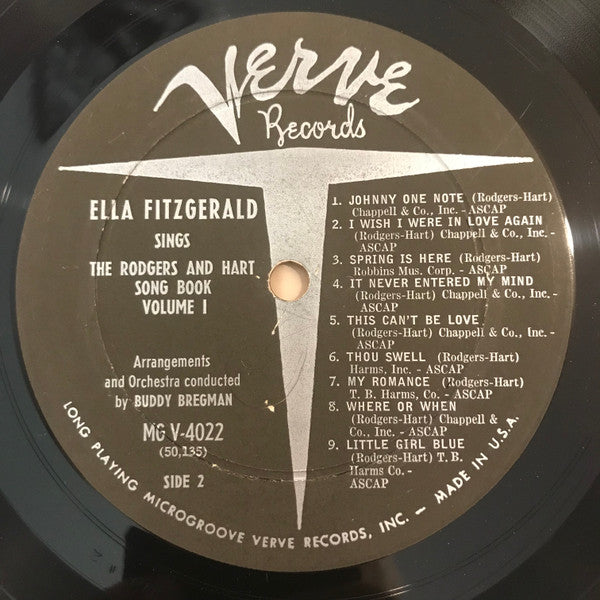 Verve
Records
ELLA FITZGERALD
SINGS
THE RODGERS AND HART
SONG BOOK
VOLUME I
Arrangements
and Orchestra conducted
by BUDDY BREGMAN
MG V-4022
(50,135)
SIDE 2
1. JOHNNY ONE NOTE (Rodgers-Hart)
Chappell & Co., Inc. - ASCAP
2. I WISH I WERE IN LOVE AGAIN
(Rodgers-Hart) Chappell & Co., Inc. -
ASCAP
3. SPRING IS HERE (Rodgers-Hart)
Robbins Mus. Corp. - ASCAP
4. IT NEVER ENTERED MY MIND
(Rodgers-Hart) Chappell & Co., Inc. -
ASCAP
5. THIS CAN'T BE LOVE
(Rodgers-Hart) Chappell & Co., Inc. -
ASCAP
6. THOU SWELL (Rodgers-Hart)
Harms, Inc. - ASCAP
7. MY ROMANCE (Rodgers-Hart)
T. B. Harms, Co. - ASCAP
8. WHERE OR WHEN
(Rodgers-Hart) Chappell &
Co., Inc. - ASCAP
9. LITTLE GIRL BLUE
(Rodgers-Hart) T. B.
Harms Co. -
ASCAP
LONG PLAYING MICROGROOVE VERVE RECORDS, INC. — MADE IN U.S.A.